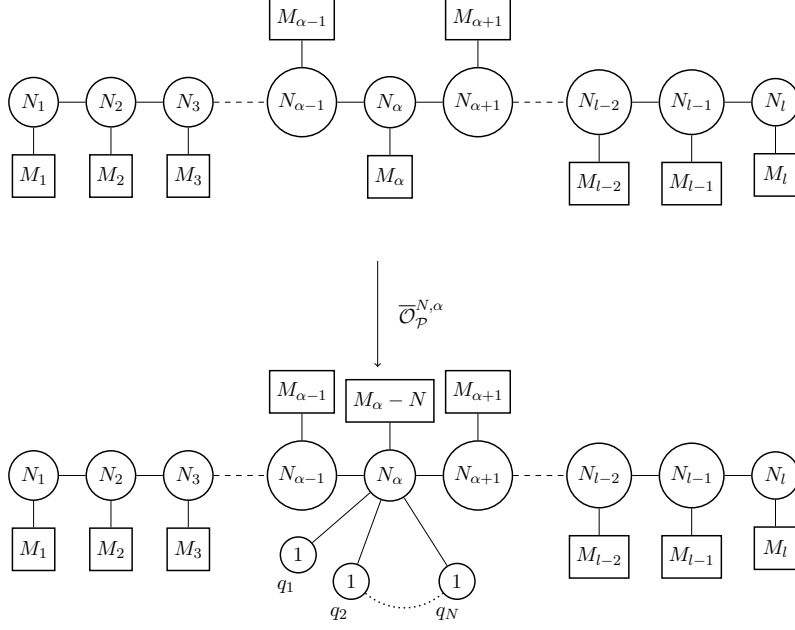 M_{α−1} M_{α+1}
N_1 N_2 N_3 N_{α−1} N_α N_{α+1} N_{l−2} N_{l−1} N_l
M_1 M_2 M_3 M_α M_{l−2} M_{l−1} M_l
\overline{𝒪}_𝒫^{N,α}
M_{α−1} M_α − N M_{α+1}
N_1 N_2 N_3 N_{α−1} N_α N_{α+1} N_{l−2} N_{l−1} N_l
M_1 M_2 M_3 M_{l−2} M_{l−1} M_l
1 1 1
q_1 q_2 q_N